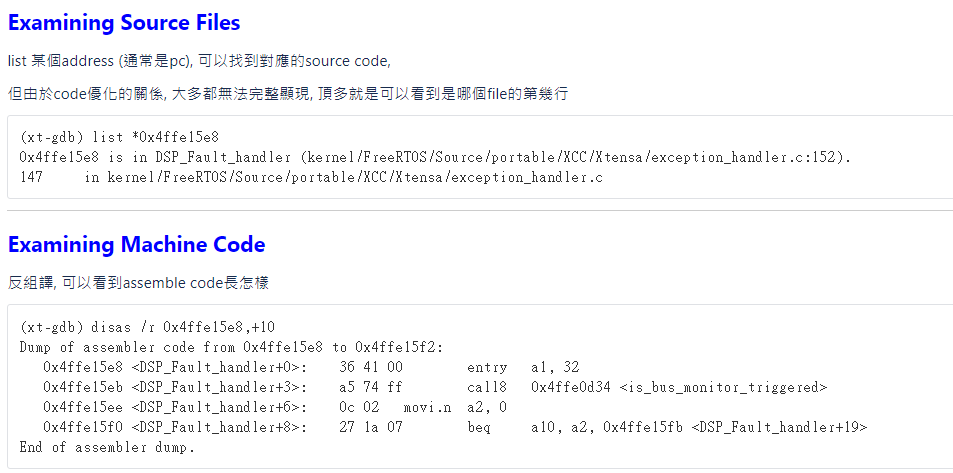 Examining Source Files
list 某個address (通常是pc), 可以找到對應的source code,
但由於code優化的關係, 大多都無法完整顯現, 頂多就是可以看到是哪個file的第幾行
(xt-gdb) list *0x4ffe15e8
0x4ffe15e8 is in DSP_Fault_handler (kernel/FreeRTOS/Source/portable/XCC/Xtensa/exception_handler.c:152).
147     in kernel/FreeRTOS/Source/portable/XCC/Xtensa/exception_handler.c
Examining Machine Code
反組譯, 可以看到assemble code長怎樣
(xt-gdb) disas /r 0x4ffe15e8,+10
Dump of assembler code from 0x4ffe15e8 to 0x4ffe15f2:
   0x4ffe15e8 <DSP_Fault_handler+0>:    36 41 00        entry   a1, 32
   0x4ffe15eb <DSP_Fault_handler+3>:    a5 74 ff        call8   0x4ffe0d34 <is_bus_monitor_triggered>
   0x4ffe15ee <DSP_Fault_handler+6>:    0c 02   movi.n  a2, 0
   0x4ffe15f0 <DSP_Fault_handler+8>:    27 1a 07        beq     a10, a2, 0x4ffe15fb <DSP_Fault_handler+19>
End of assembler dump.